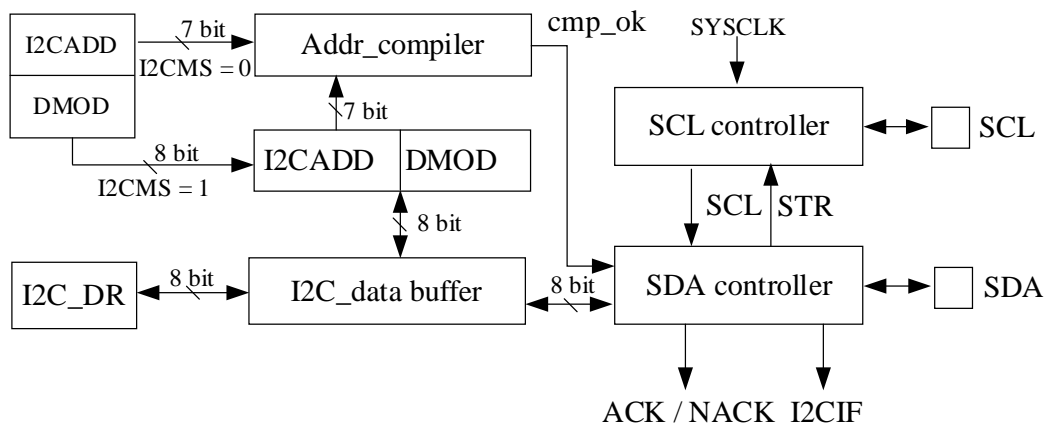 I2CADD
7 bit
I2CMS = 0
Addr_compiler
cmp_ok
SYSCLK
DMOD
7 bit
SCL controller
SCL
8 bit
I2CMS = 1
I2CADD
DMOD
SCL
STR
8 bit
I2C_DR
8 bit
I2C_data buffer
8 bit
SDA controller
SDA
ACK / NACK
I2CIF